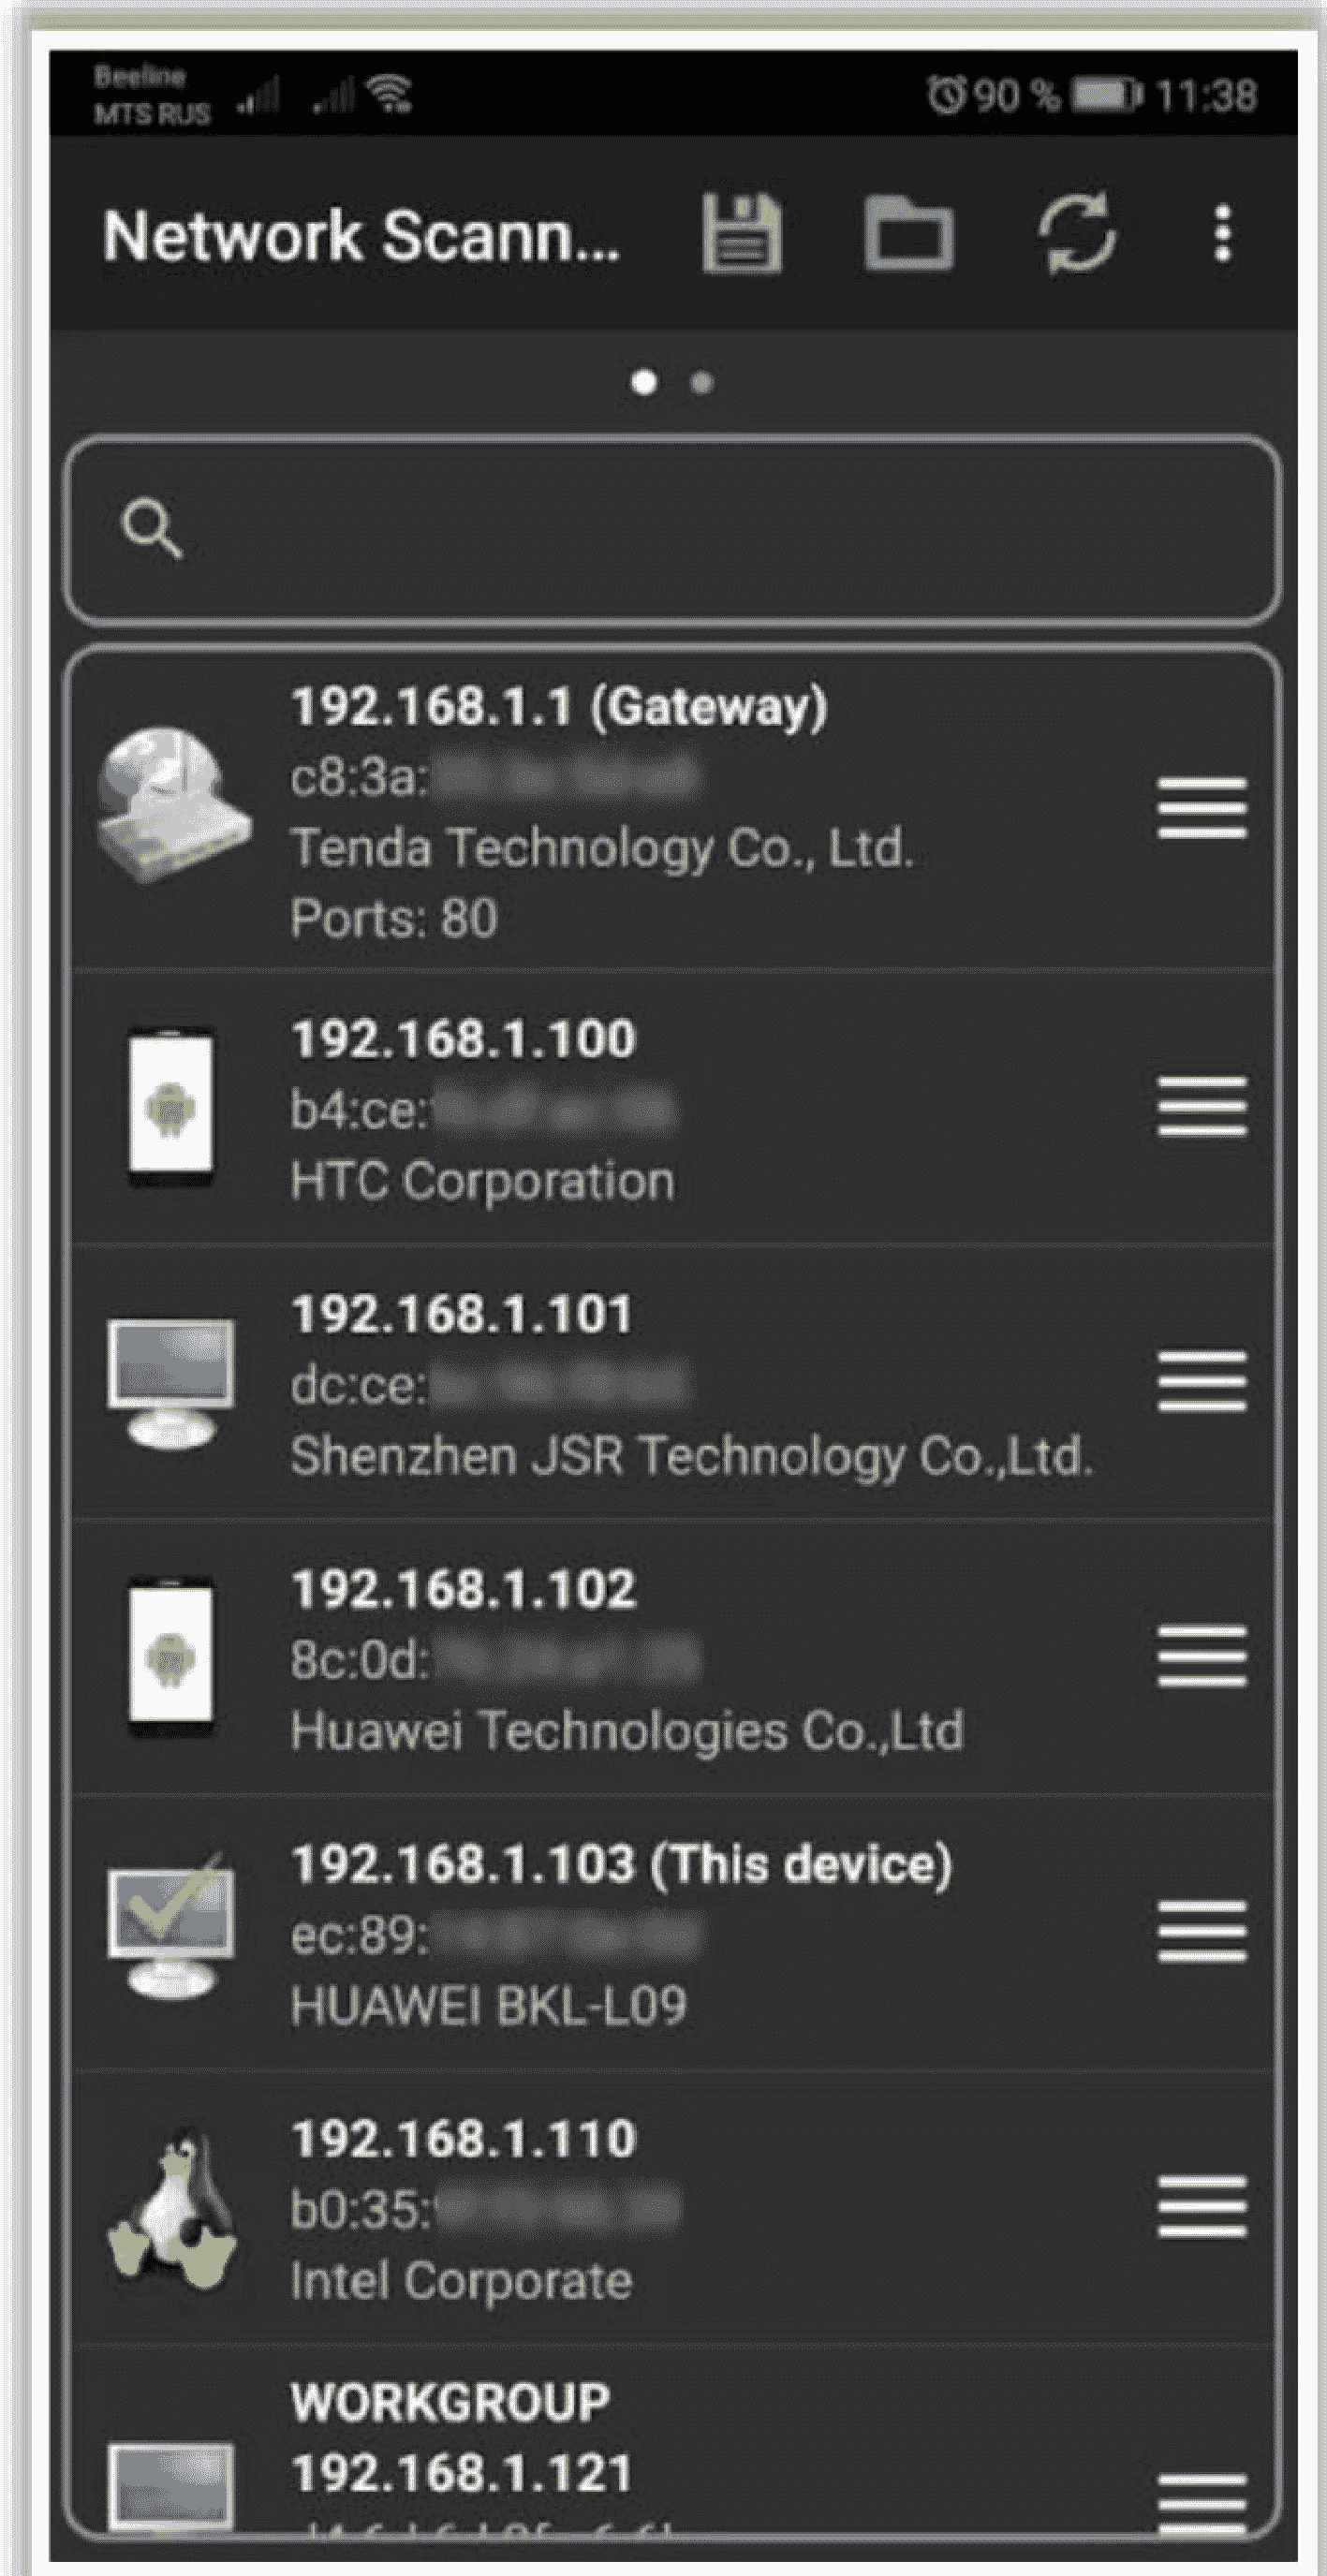 Beeline
MTS RUS
90 % 11:38
Network Scann...
192.168.1.1 (Gateway)
c8:3a:
Tenda Technology Co., Ltd.
Ports: 80
192.168.1.100
b4:ce:
HTC Corporation
192.168.1.101
dc:ce:
Shenzhen JSR Technology Co.,Ltd.
192.168.1.102
8c:0d:
Huawei Technologies Co.,Ltd
192.168.1.103 (This device)
ec:89:
HUAWEI BKL-L09
192.168.1.110
b0:35:
Intel Corporate
WORKGROUP
192.168.1.121